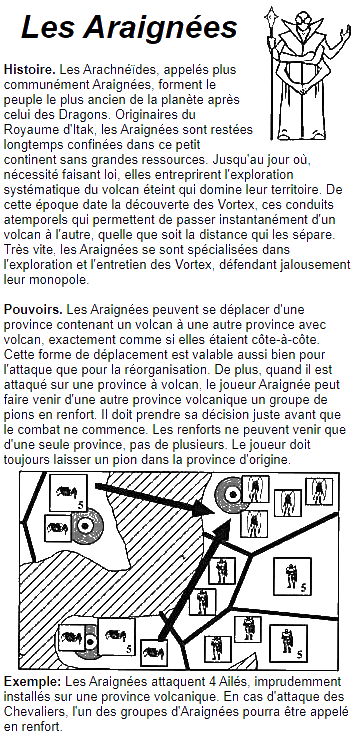 Les Araignées
Histoire. Les Arachnéïdes, appelés plus
communément Araignées, forment le
peuple le plus ancien de la planète après
celui des Dragons. Originaires du
Royaume d'Itak, les Araignées sont restées
longtemps confinées dans ce petit
continent sans grandes ressources. Jusqu'au jour où,
nécessité faisant loi, elles entreprirent l'exploration
systématique du volcan éteint qui domine leur territoire. De
cette époque date la découverte des Vortex, ces conduits
atemporels qui permettent de passer instantanément d'un
volcan à l'autre, quelle que soit la distance qui les sépare.
Très vite, les Araignées se sont spécialisées dans
l'exploration et l'entretien des Vortex, défendant jalousement
leur monopole.
Pouvoirs. Les Araignées peuvent se déplacer d'une
province contenant un volcan à une autre province avec
volcan, exactement comme si elles étaient côte-à-côte.
Cette forme de déplacement est valable aussi bien pour
l'attaque que pour la réorganisation. De plus, quand il est
attaqué sur une province à volcan, le joueur Araignée peut
faire venir d'une autre province volcanique un groupe de
pions en renfort. Il doit prendre sa décision juste avant que
le combat ne commence. Les renforts ne peuvent venir que
d'une seule province, pas de plusieurs. Le joueur doit
toujours laisser un pion dans la province d'origine.
5
5
5
5
5
5
Exemple: Les Araignées attaquent 4 Ailés, imprudemment
installés sur une province volcanique. En cas d'attaque des
Chevaliers, l'un des groupes d'Araignées pourra être appelé
en renfort.